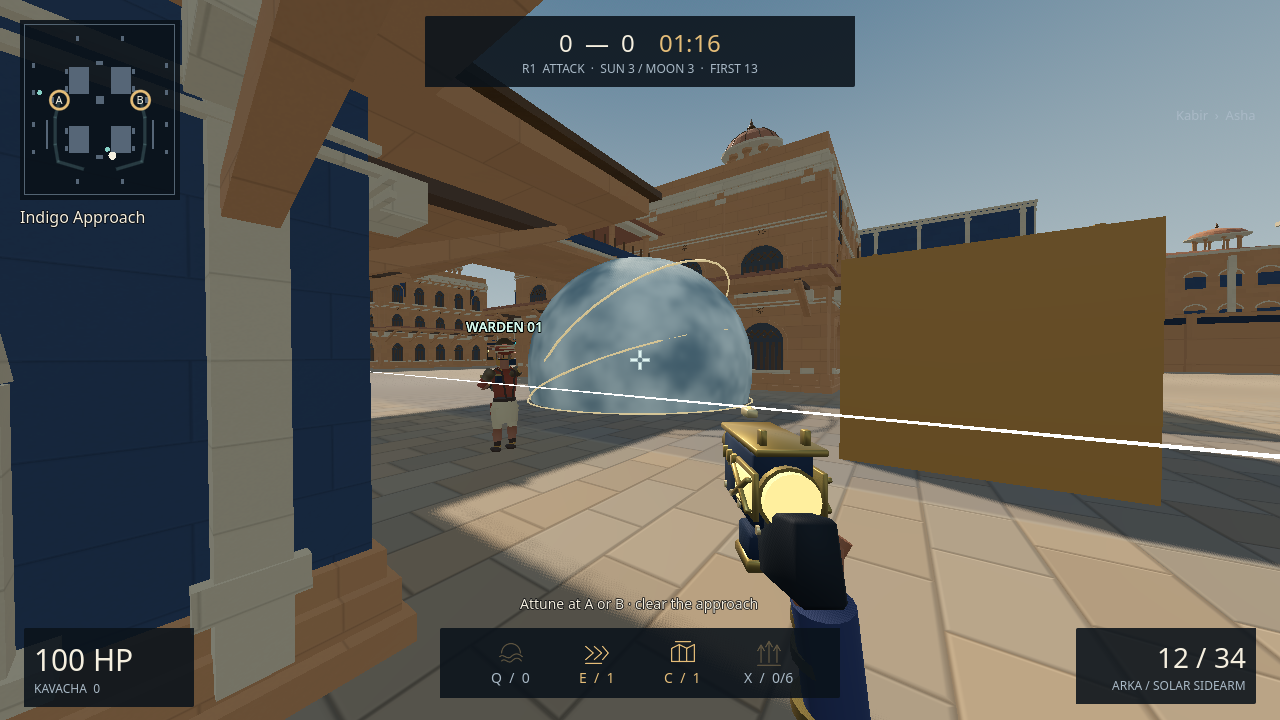 0 — 0 01:16
R1 ATTACK · SUN 3 / MOON 3 · FIRST 13
A
B
Kabir › Asha
Indigo Approach
WARDEN 01
Attune at A or B · clear the approach
100 HP
KAVACHA 0
Q / 0
E / 1
C / 1
X / 0/6
12 / 34
ARKA / SOLAR SIDEARM